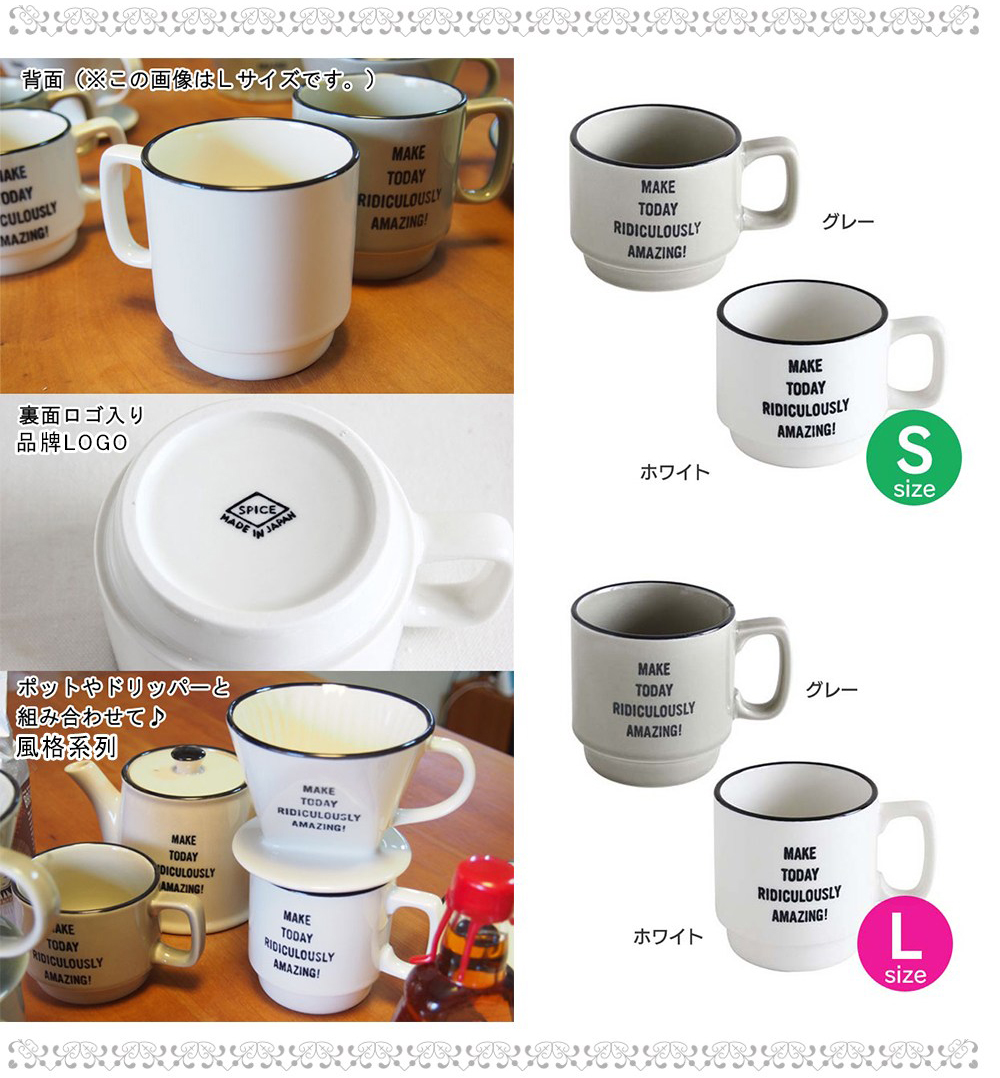 背面（※この画像はＬサイズです。）
MAKE
TODAY
RIDICULOUSLY
AMAZING!
裏面ロゴ入り
品牌LOGO
SPICE
MADE IN JAPAN
ポットやドリッパーと
組み合わせて♪
風格系列
MAKE
TODAY
RIDICULOUSLY
AMAZING!
MAKE
TODAY
RIDICULOUSLY
AMAZING!
MAKE
TODAY
RIDICULOUSLY
AMAZING!
MAKE
TODAY
RIDICULOUSLY
AMAZING!
MAKE
TODAY
RIDICULOUSLY
AMAZING!
グレー
MAKE
TODAY
RIDICULOUSLY
AMAZING!
ホワイト
S
size
MAKE
TODAY
RIDICULOUSLY
AMAZING!
グレー
MAKE
TODAY
RIDICULOUSLY
AMAZING!
ホワイト
L
size